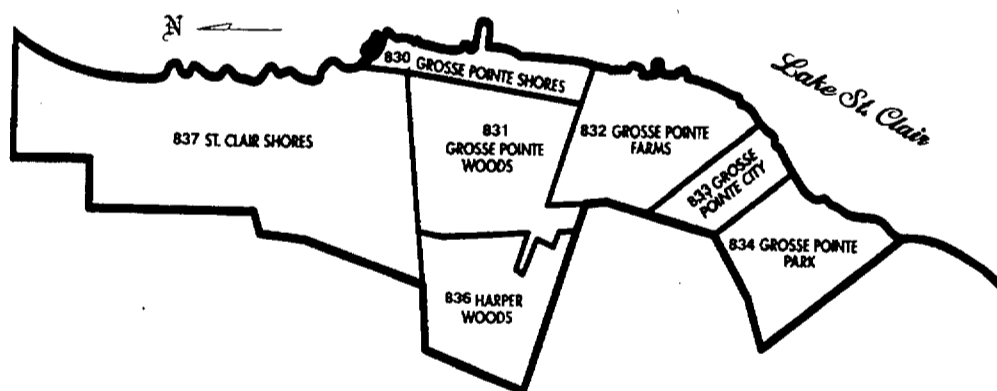 N
830 GROSSE POINTE SHORES
Lake St. Clair
837 ST. CLAIR SHORES
831
GROSSE POINTE
WOODS
832 GROSSE POINTE
FARMS
833 GROSSE
POINTE CITY
834 GROSSE POINTE
PARK
836 HARPER
WOODS